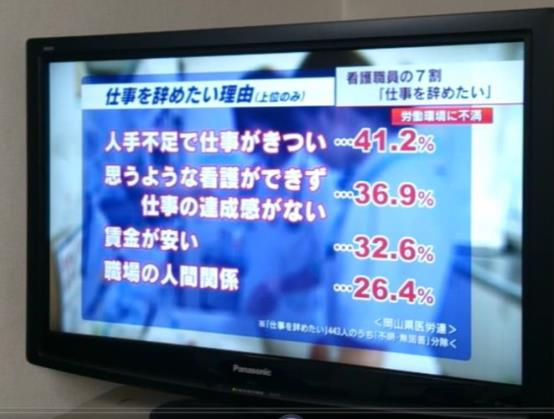 看護職員の7割
「仕事を辞めたい」
労働環境に不満
仕事を辞めたい理由(上位のみ)
人手不足で仕事がきつい…41.2%
思うような看護ができず
仕事の達成感がない…36.9%
賃金が安い…32.6%
職場の人間関係…26.4%
<岡山県医労連>
※「仕事を辞めたい」443人のうち「不明・無回答」分除く
Panasonic